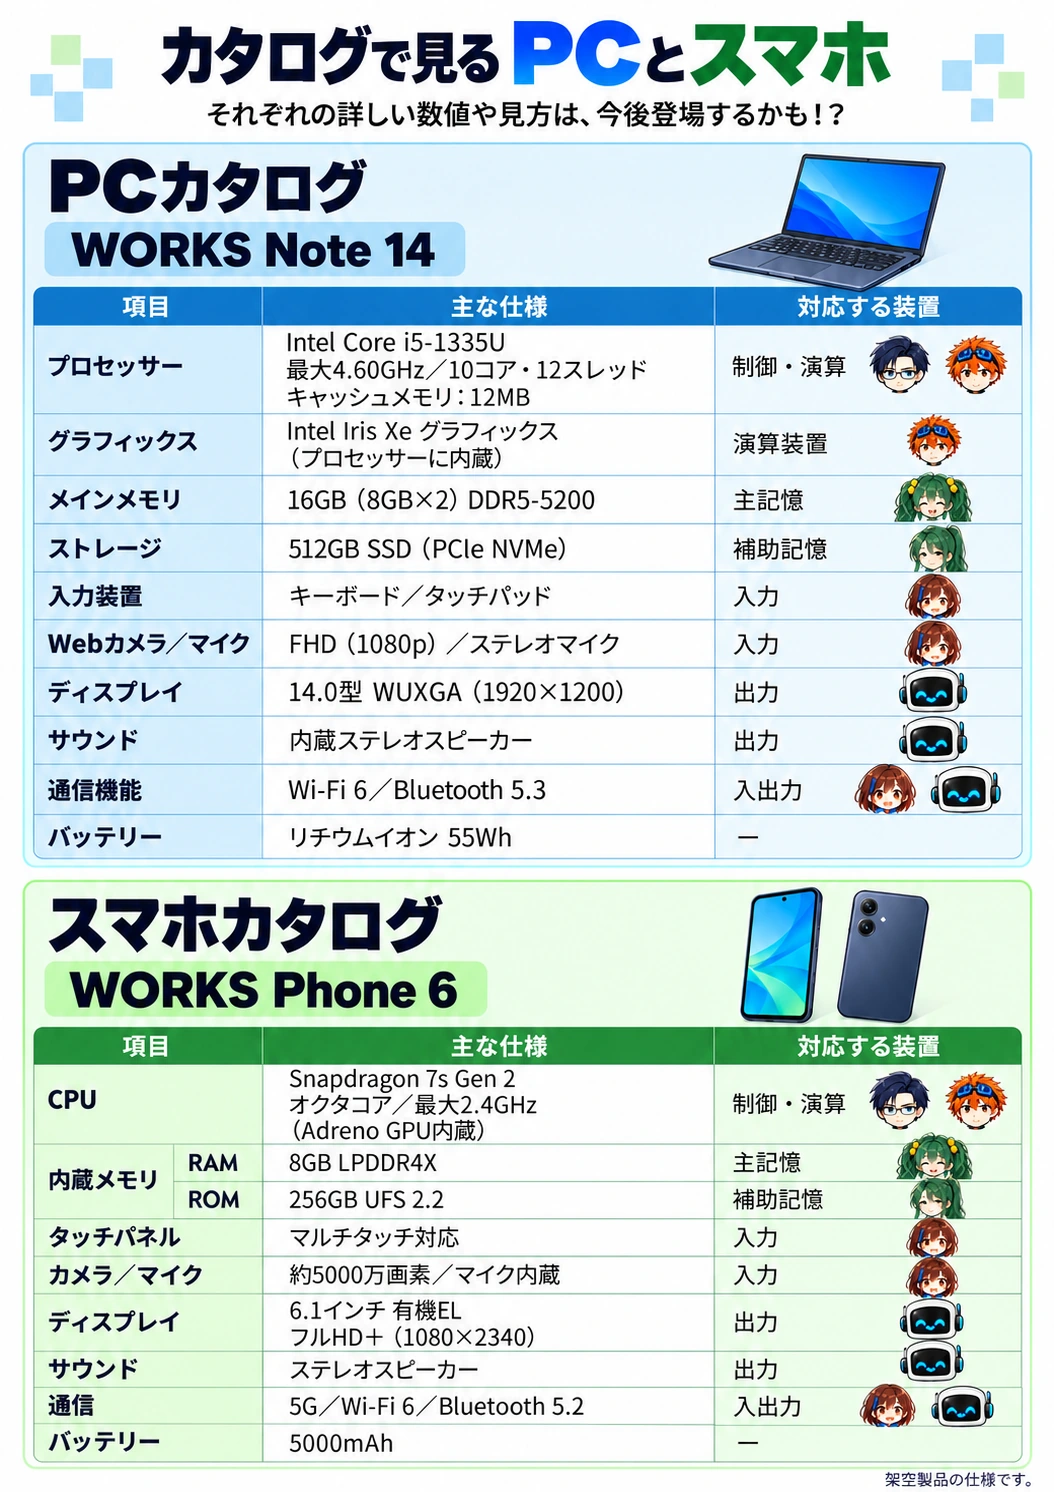 カタログで見るPCとスマホ
それぞれの詳しい数値や見方は、今後登場するかも！？
PCカタログ
WORKS Note 14
項目 主な仕様 対応する装置
プロセッサー
Intel Core i5-1335U
最大4.60GHz／10コア・12スレッド
キャッシュメモリ：12MB
制御・演算
グラフィックス
Intel Iris Xe グラフィックス
（プロセッサーに内蔵）
演算装置
メインメモリ 16GB（8GB×2）DDR5-5200 主記憶
ストレージ 512GB SSD（PCIe NVMe） 補助記憶
入力装置 キーボード／タッチパッド 入力
Webカメラ／マイク FHD（1080p）／ステレオマイク 入力
ディスプレイ 14.0型 WUXGA（1920×1200） 出力
サウンド 内蔵ステレオスピーカー 出力
通信機能 Wi-Fi 6／Bluetooth 5.3 入出力
バッテリー リチウムイオン 55Wh ー
スマホカタログ
WORKS Phone 6
項目 主な仕様 対応する装置
CPU
Snapdragon 7s Gen 2
オクタコア／最大2.4GHz
（Adreno GPU内蔵）
制御・演算
内蔵メモリ
RAM 8GB LPDDR4X 主記憶
ROM 256GB UFS 2.2 補助記憶
タッチパネル マルチタッチ対応 入力
カメラ／マイク 約5000万画素／マイク内蔵 入力
ディスプレイ
6.1インチ 有機EL
フルHD＋（1080×2340）
出力
サウンド ステレオスピーカー 出力
通信 5G／Wi-Fi 6／Bluetooth 5.2 入出力
バッテリー 5000mAh ー
架空製品の仕様です。